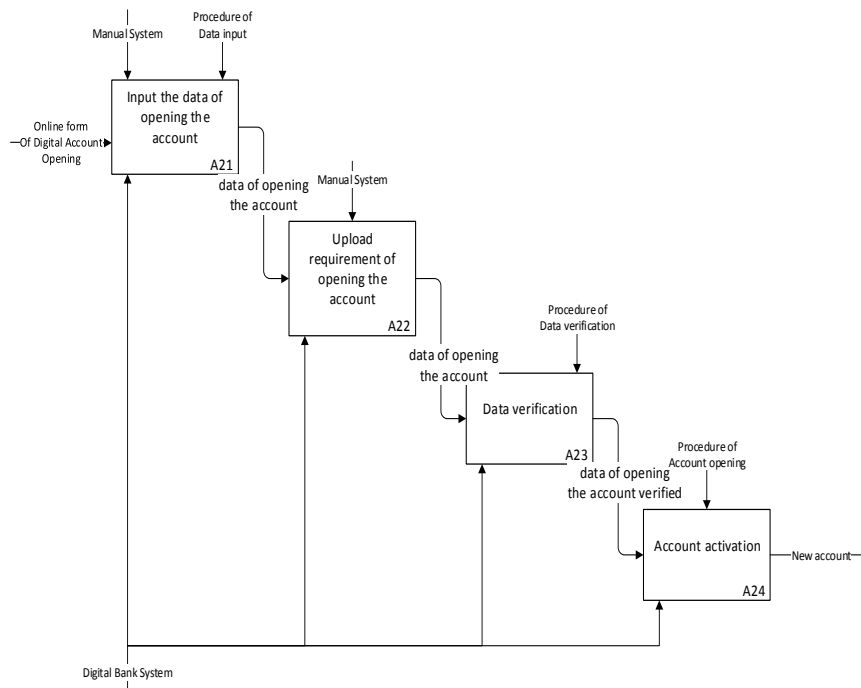 Manual System
Procedure of
Data input
Input the data of
opening the
account
A21
Online form
Of Digital Account
Opening
data of opening
the account
Manual System
Upload
requirement of
opening the
account
A22
data of opening
the account
Procedure of
Data verification
Data verification
A23
data of opening
the account verified
Procedure of
Account opening
Account activation
A24
New account
Digital Bank System